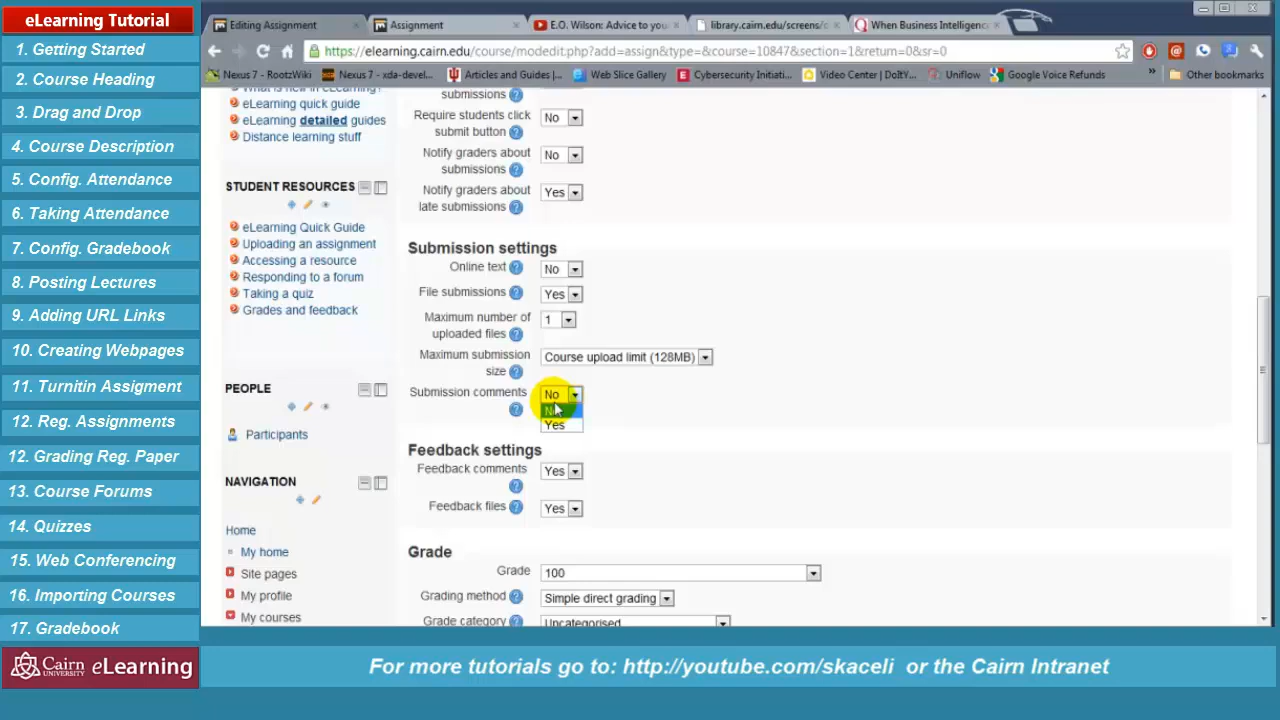 eLearning Tutorial
1. Getting Started
2. Course Heading
3. Drag and Drop
4. Course Description
5. Config. Attendance
6. Taking Attendance
7. Config. Gradebook
8. Posting Lectures
9. Adding URL Links
10. Creating Webpages
11. Turnitin Assigment
12. Reg. Assignments
12. Grading Reg. Paper
13. Course Forums
14. Quizzes
15. Web Conferencing
16. Importing Courses
17. Gradebook
Cairn UNIVERSITY eLearning
Editing Assignment
Assignment
E.O. Wilson: Advice to you
library.cairn.edu/screens/
When Business Intelligenc
https://elearning.cairn.edu/course/modedit.php?add=assign&type=&course=10847&section=1&return=0&sr=0
Nexus 7 - RootzWiki
Nexus 7 - xda-devel...
Articles and Guides |...
Web Slice Gallery
Cybersecurity Initiati...
Video Center | DoItY...
Uniflow
Google Voice Refunds
»
Other bookmarks
eLearning quick guide
eLearning detailed guides
Distance learning stuff
STUDENT RESOURCES
eLearning Quick Guide
Uploading an assignment
Accessing a resource
Responding to a forum
Taking a quiz
Grades and feedback
PEOPLE
Participants
NAVIGATION
Home
My home
Site pages
My profile
My courses
submissions
Require students click submit button No
Notify graders about submissions No
Notify graders about late submissions Yes
Submission settings
Online text No
File submissions Yes
Maximum number of uploaded files 1
Maximum submission size Course upload limit (128MB)
Submission comments No
No
Yes
Feedback settings
Feedback comments Yes
Feedback files Yes
Grade
Grade 100
Grading method Simple direct grading
Grade category Uncategorised
For more tutorials go to: http://youtube.com/skaceli or the Cairn Intranet